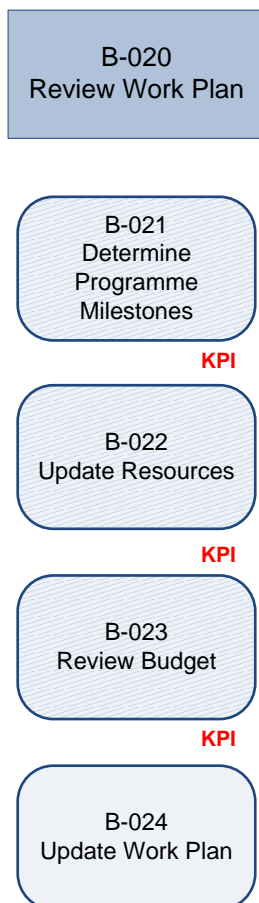 B-020
Review Work Plan
B-021
Determine
Programme
Milestones
KPI
B-022
Update Resources
KPI
B-023
Review Budget
KPI
B-024
Update Work Plan